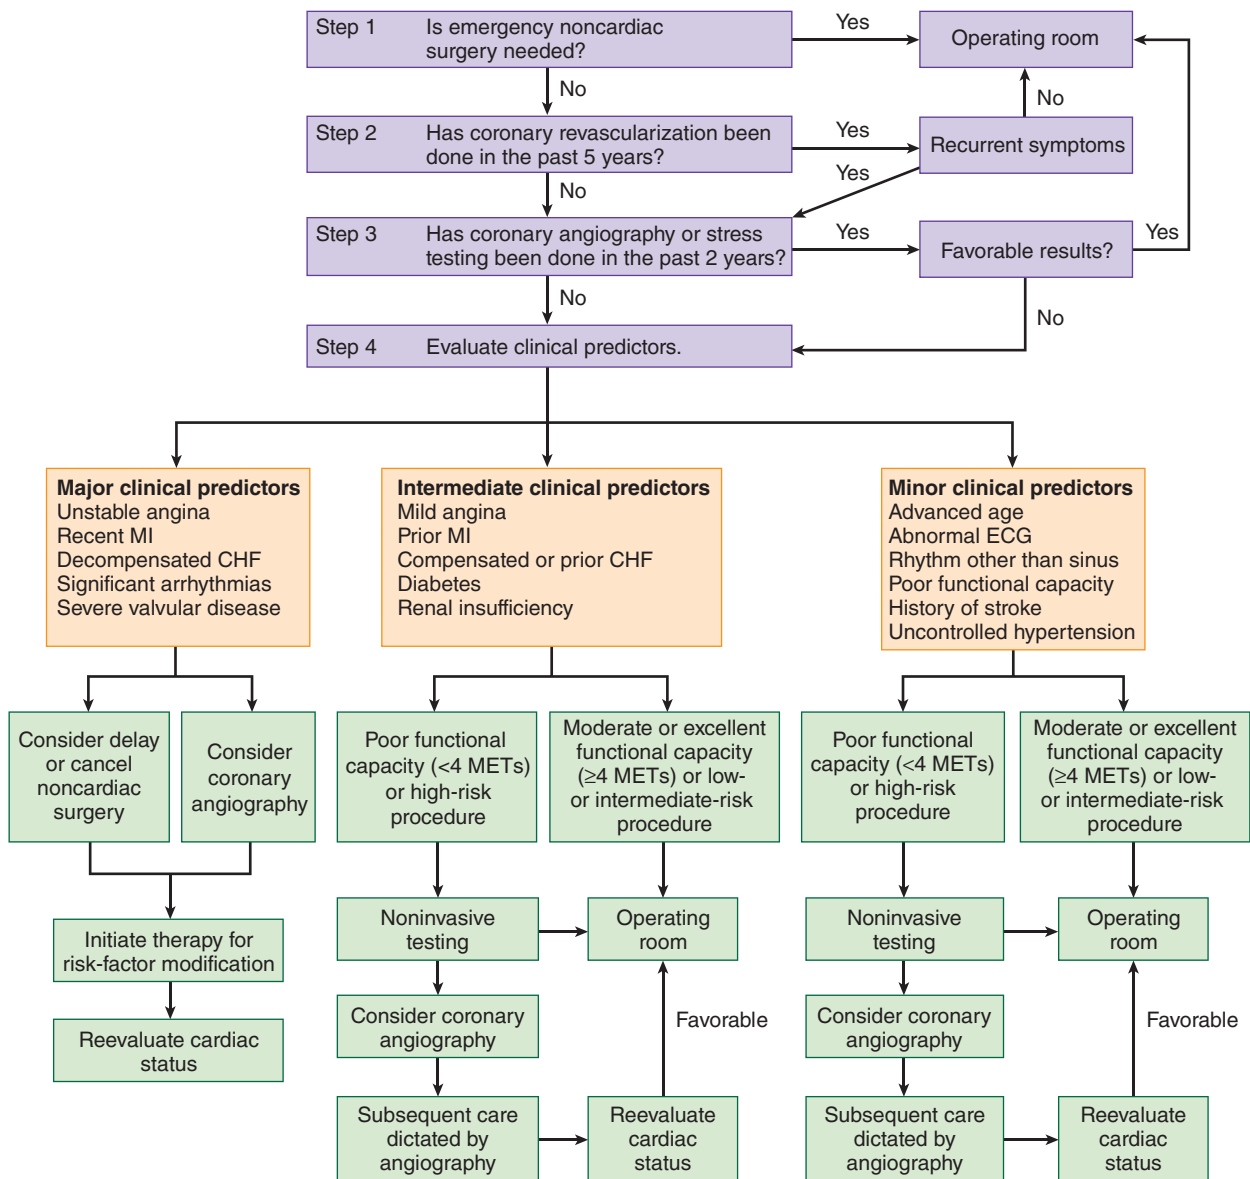 Step 1 Is emergency noncardiac
surgery needed?
Yes
Operating room
No
No
Step 2 Has coronary revascularization been
done in the past 5 years?
Yes
Recurrent symptoms
Yes
No
Step 3 Has coronary angiography or stress
testing been done in the past 2 years?
Yes
Favorable results?
Yes
No
No
Step 4 Evaluate clinical predictors.
Major clinical predictors
Unstable angina
Recent MI
Decompensated CHF
Significant arrhythmias
Severe valvular disease
Intermediate clinical predictors
Mild angina
Prior MI
Compensated or prior CHF
Diabetes
Renal insufficiency
Minor clinical predictors
Advanced age
Abnormal ECG
Rhythm other than sinus
Poor functional capacity
History of stroke
Uncontrolled hypertension
Consider delay
or cancel
noncardiac
surgery
Consider
coronary
angiography
Initiate therapy for
risk-factor modification
Reevaluate cardiac
status
Poor functional
capacity (<4 METs)
or high-risk
procedure
Moderate or excellent
functional capacity
(≥4 METs) or low-
or intermediate-risk
procedure
Noninvasive
testing
Operating
room
Consider coronary
angiography
Favorable
Subsequent care
dictated by
angiography
Reevaluate
cardiac
status
Poor functional
capacity (<4 METs)
or high-risk
procedure
Moderate or excellent
functional capacity
(≥4 METs) or low-
or intermediate-risk
procedure
Noninvasive
testing
Operating
room
Consider coronary
angiography
Favorable
Subsequent care
dictated by
angiography
Reevaluate
cardiac
status